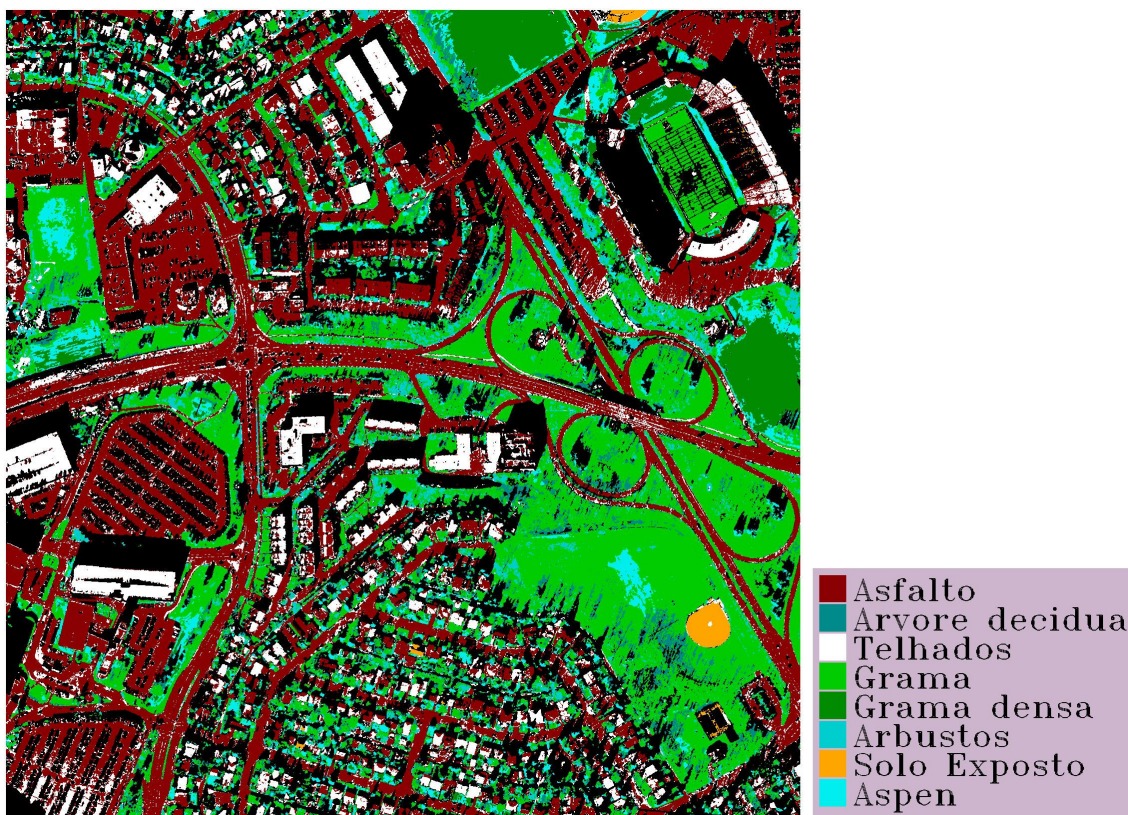 Asfalto
Arvore decidua
Telhados
Grama
Grama densa
Arbustos
Solo Exposto
Aspen